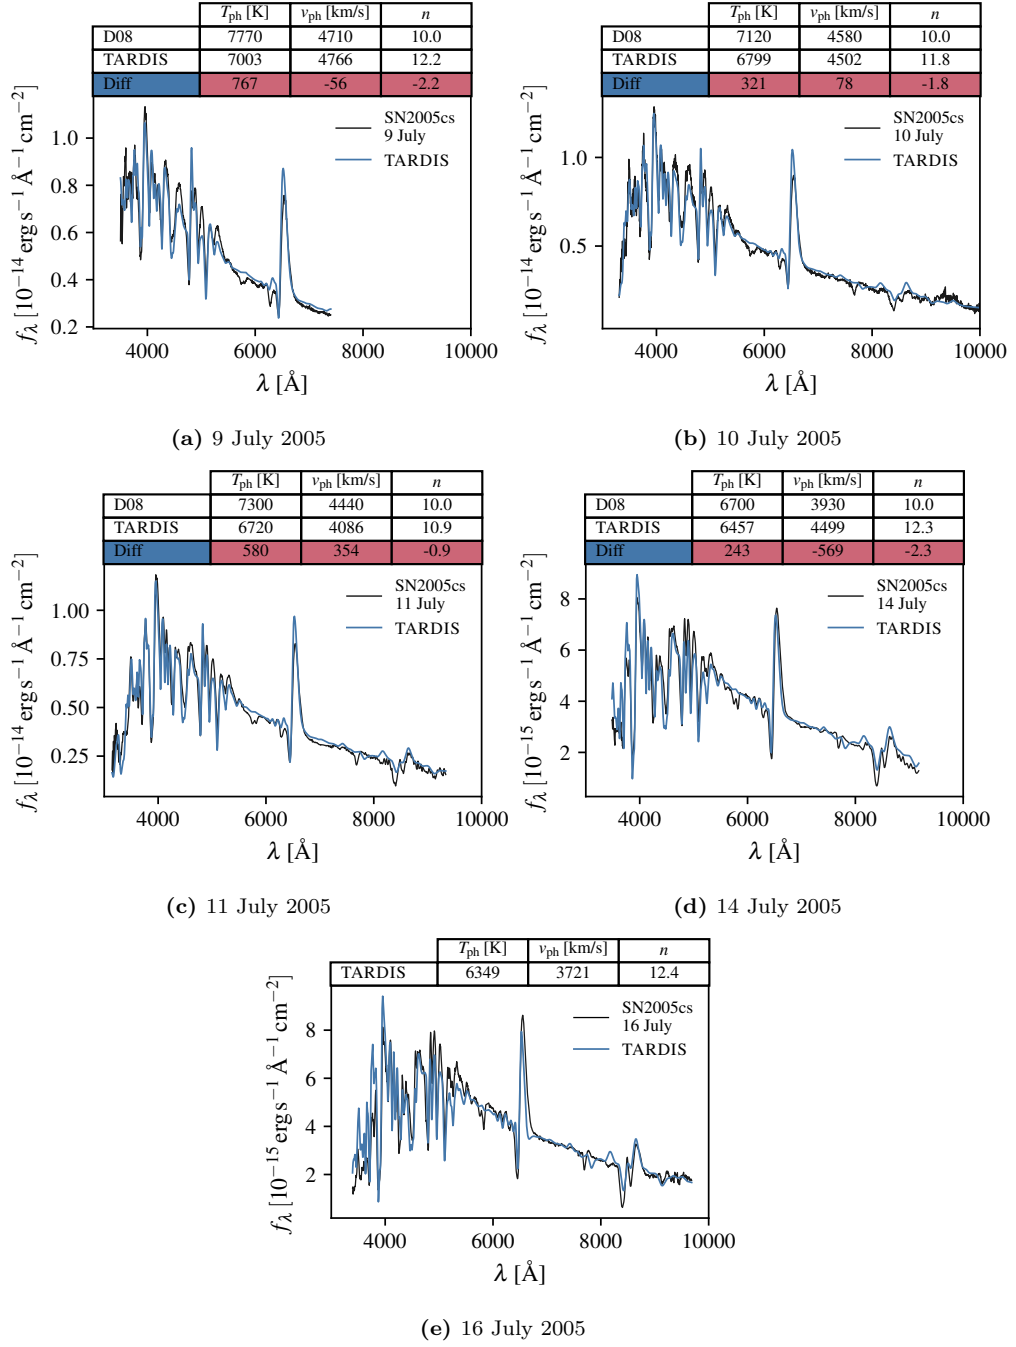 T_ph [K] v_ph [km/s] n
D08 7770 4710 10.0
TARDIS 7003 4766 12.2
Diff 767 -56 -2.2
SN2005cs
9 July
TARDIS
f_λ [10⁻¹⁴ erg s⁻¹ Å⁻¹ cm⁻²]
1.0
0.8
0.6
0.4
0.2
4000 6000 8000 10000
λ [Å]
(a) 9 July 2005
T_ph [K] v_ph [km/s] n
D08 7120 4580 10.0
TARDIS 6799 4502 11.8
Diff 321 78 -1.8
SN2005cs
10 July
TARDIS
f_λ [10⁻¹⁴ erg s⁻¹ Å⁻¹ cm⁻²]
1.0
0.5
4000 6000 8000 10000
λ [Å]
(b) 10 July 2005
T_ph [K] v_ph [km/s] n
D08 7300 4440 10.0
TARDIS 6720 4086 10.9
Diff 580 354 -0.9
SN2005cs
11 July
TARDIS
f_λ [10⁻¹⁴ erg s⁻¹ Å⁻¹ cm⁻²]
1.00
0.75
0.50
0.25
4000 6000 8000 10000
λ [Å]
(c) 11 July 2005
T_ph [K] v_ph [km/s] n
D08 6700 3930 10.0
TARDIS 6457 4499 12.3
Diff 243 -569 -2.3
SN2005cs
14 July
TARDIS
f_λ [10⁻¹⁵ erg s⁻¹ Å⁻¹ cm⁻²]
8
6
4
2
4000 6000 8000 10000
λ [Å]
(d) 14 July 2005
T_ph [K] v_ph [km/s] n
TARDIS 6349 3721 12.4
SN2005cs
16 July
TARDIS
f_λ [10⁻¹⁵ erg s⁻¹ Å⁻¹ cm⁻²]
8
6
4
2
4000 6000 8000 10000
λ [Å]
(e) 16 July 2005